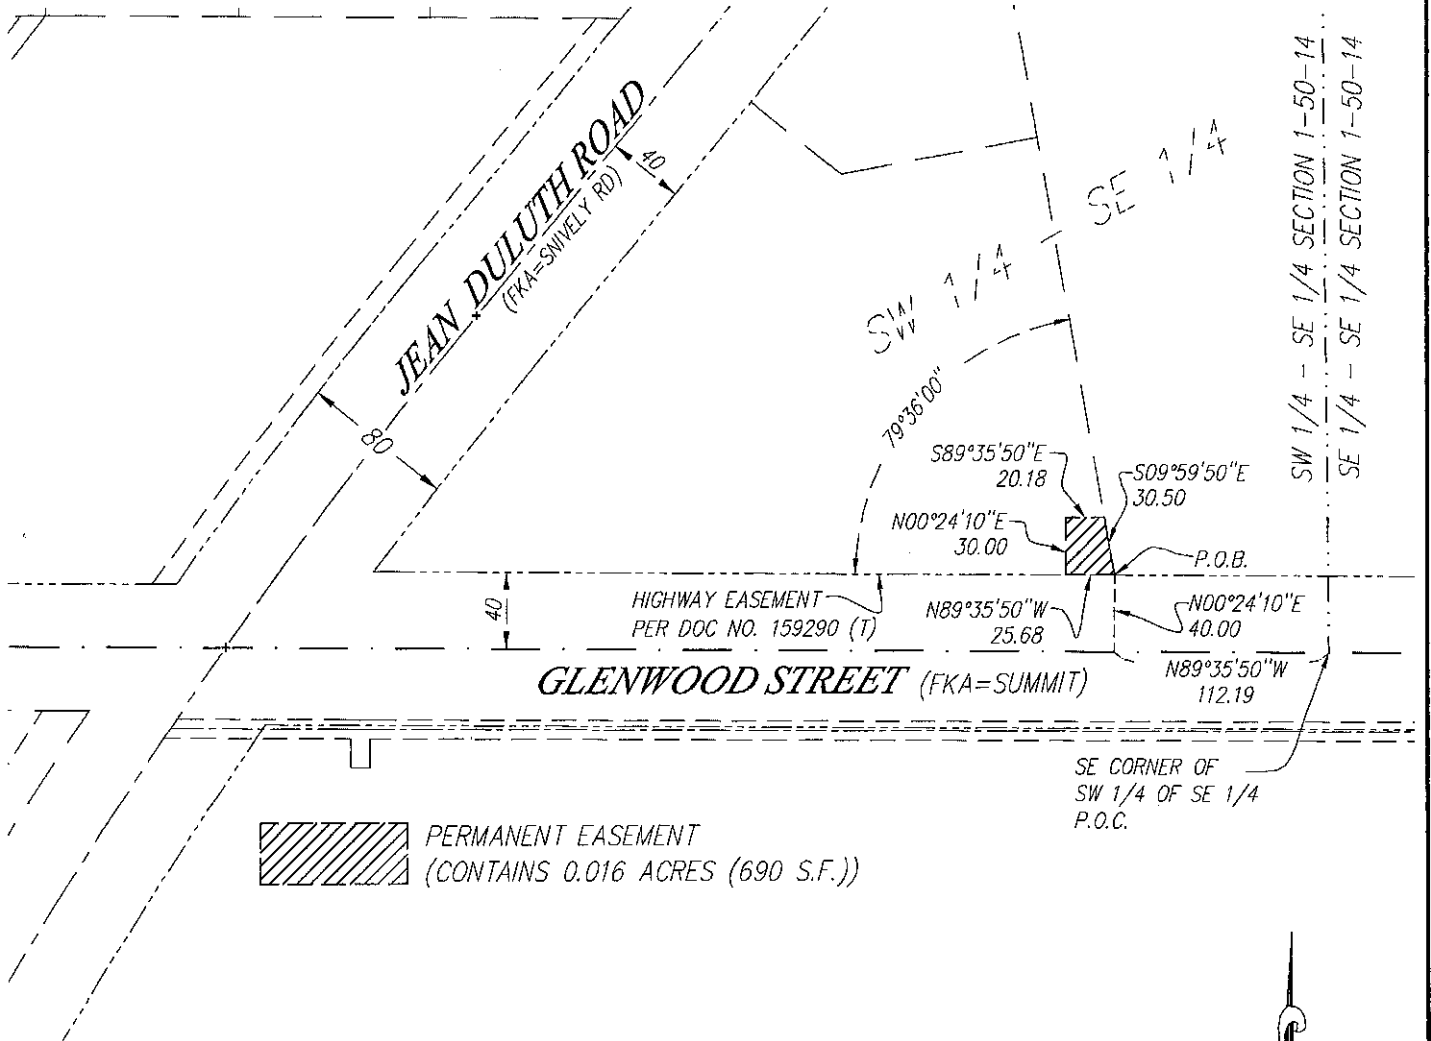 JEAN DULUTH ROAD
(FKA=SNIVELY RD)
40
80
SW 1/4 - SE 1/4
SW 1/4 - SE 1/4 SECTION 1-50-14
SE 1/4 - SE 1/4 SECTION 1-50-14
79°36'00"
S89°35'50"E
20.18
S09°59'50"E
30.50
N00°24'10"E
30.00
P.O.B.
40
HIGHWAY EASEMENT
PER DOC NO. 159290 (T)
N89°35'50"W
25.68
N00°24'10"E
40.00
N89°35'50"W
112.19
GLENWOOD STREET (FKA=SUMMIT)
SE CORNER OF
SW 1/4 OF SE 1/4
P.O.C.
PERMANENT EASEMENT
(CONTAINS 0.016 ACRES (690 S.F.))